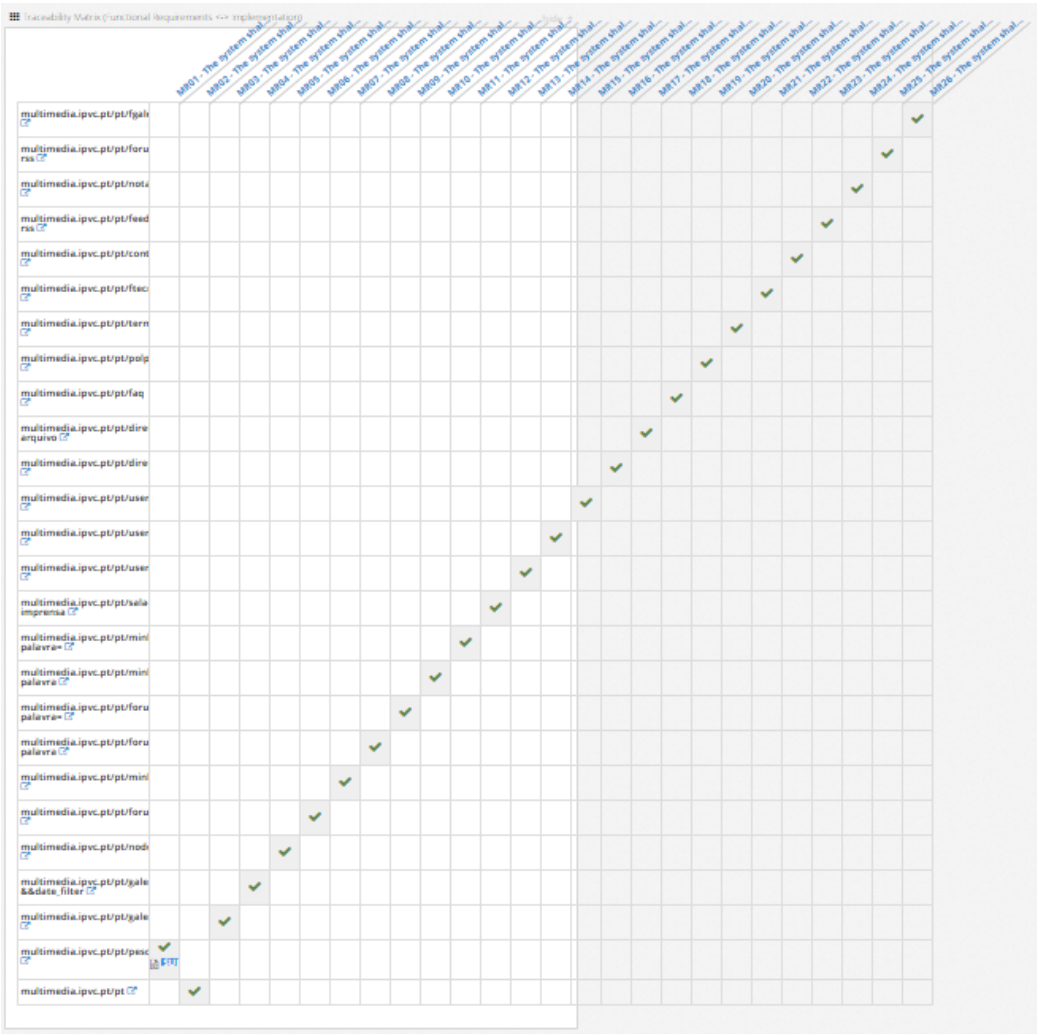 Traceability Matrix (Functional Requirements <-> Implementation)
MR01 - The system shal...
MR02 - The system shal...
MR03 - The system shal...
MR04 - The system shal...
MR05 - The system shal...
MR06 - The system shal...
MR07 - The system shal...
MR08 - The system shal...
MR09 - The system shal...
MR10 - The system shal...
MR11 - The system shal...
MR12 - The system shal...
MR13 - The system shal...
MR14 - The system shal...
MR15 - The system shal...
MR16 - The system shal...
MR17 - The system shal...
MR18 - The system shal...
MR19 - The system shal...
MR20 - The system shal...
MR21 - The system shal...
MR22 - The system shal...
MR23 - The system shal...
MR24 - The system shal...
MR25 - The system shal...
MR26 - The system shal...
multimedia.ipvc.pt/pt/fgale
multimedia.ipvc.pt/pt/foru
rss
multimedia.ipvc.pt/pt/nota
multimedia.ipvc.pt/pt/feed
rss
multimedia.ipvc.pt/pt/cont
multimedia.ipvc.pt/pt/ftec
multimedia.ipvc.pt/pt/term
multimedia.ipvc.pt/pt/polp
multimedia.ipvc.pt/pt/faq
multimedia.ipvc.pt/pt/dire
arquivo
multimedia.ipvc.pt/pt/dire
multimedia.ipvc.pt/pt/user
multimedia.ipvc.pt/pt/user
multimedia.ipvc.pt/pt/user
multimedia.ipvc.pt/pt/sala
imprensa
multimedia.ipvc.pt/pt/minl
palavra=
multimedia.ipvc.pt/pt/minl
palavra
multimedia.ipvc.pt/pt/foru
palavra=
multimedia.ipvc.pt/pt/foru
palavra
multimedia.ipvc.pt/pt/minl
multimedia.ipvc.pt/pt/foru
multimedia.ipvc.pt/pt/node
multimedia.ipvc.pt/pt/gale
&&date_filter
multimedia.ipvc.pt/pt/gale
multimedia.ipvc.pt/pt/pesc
multimedia.ipvc.pt/pt